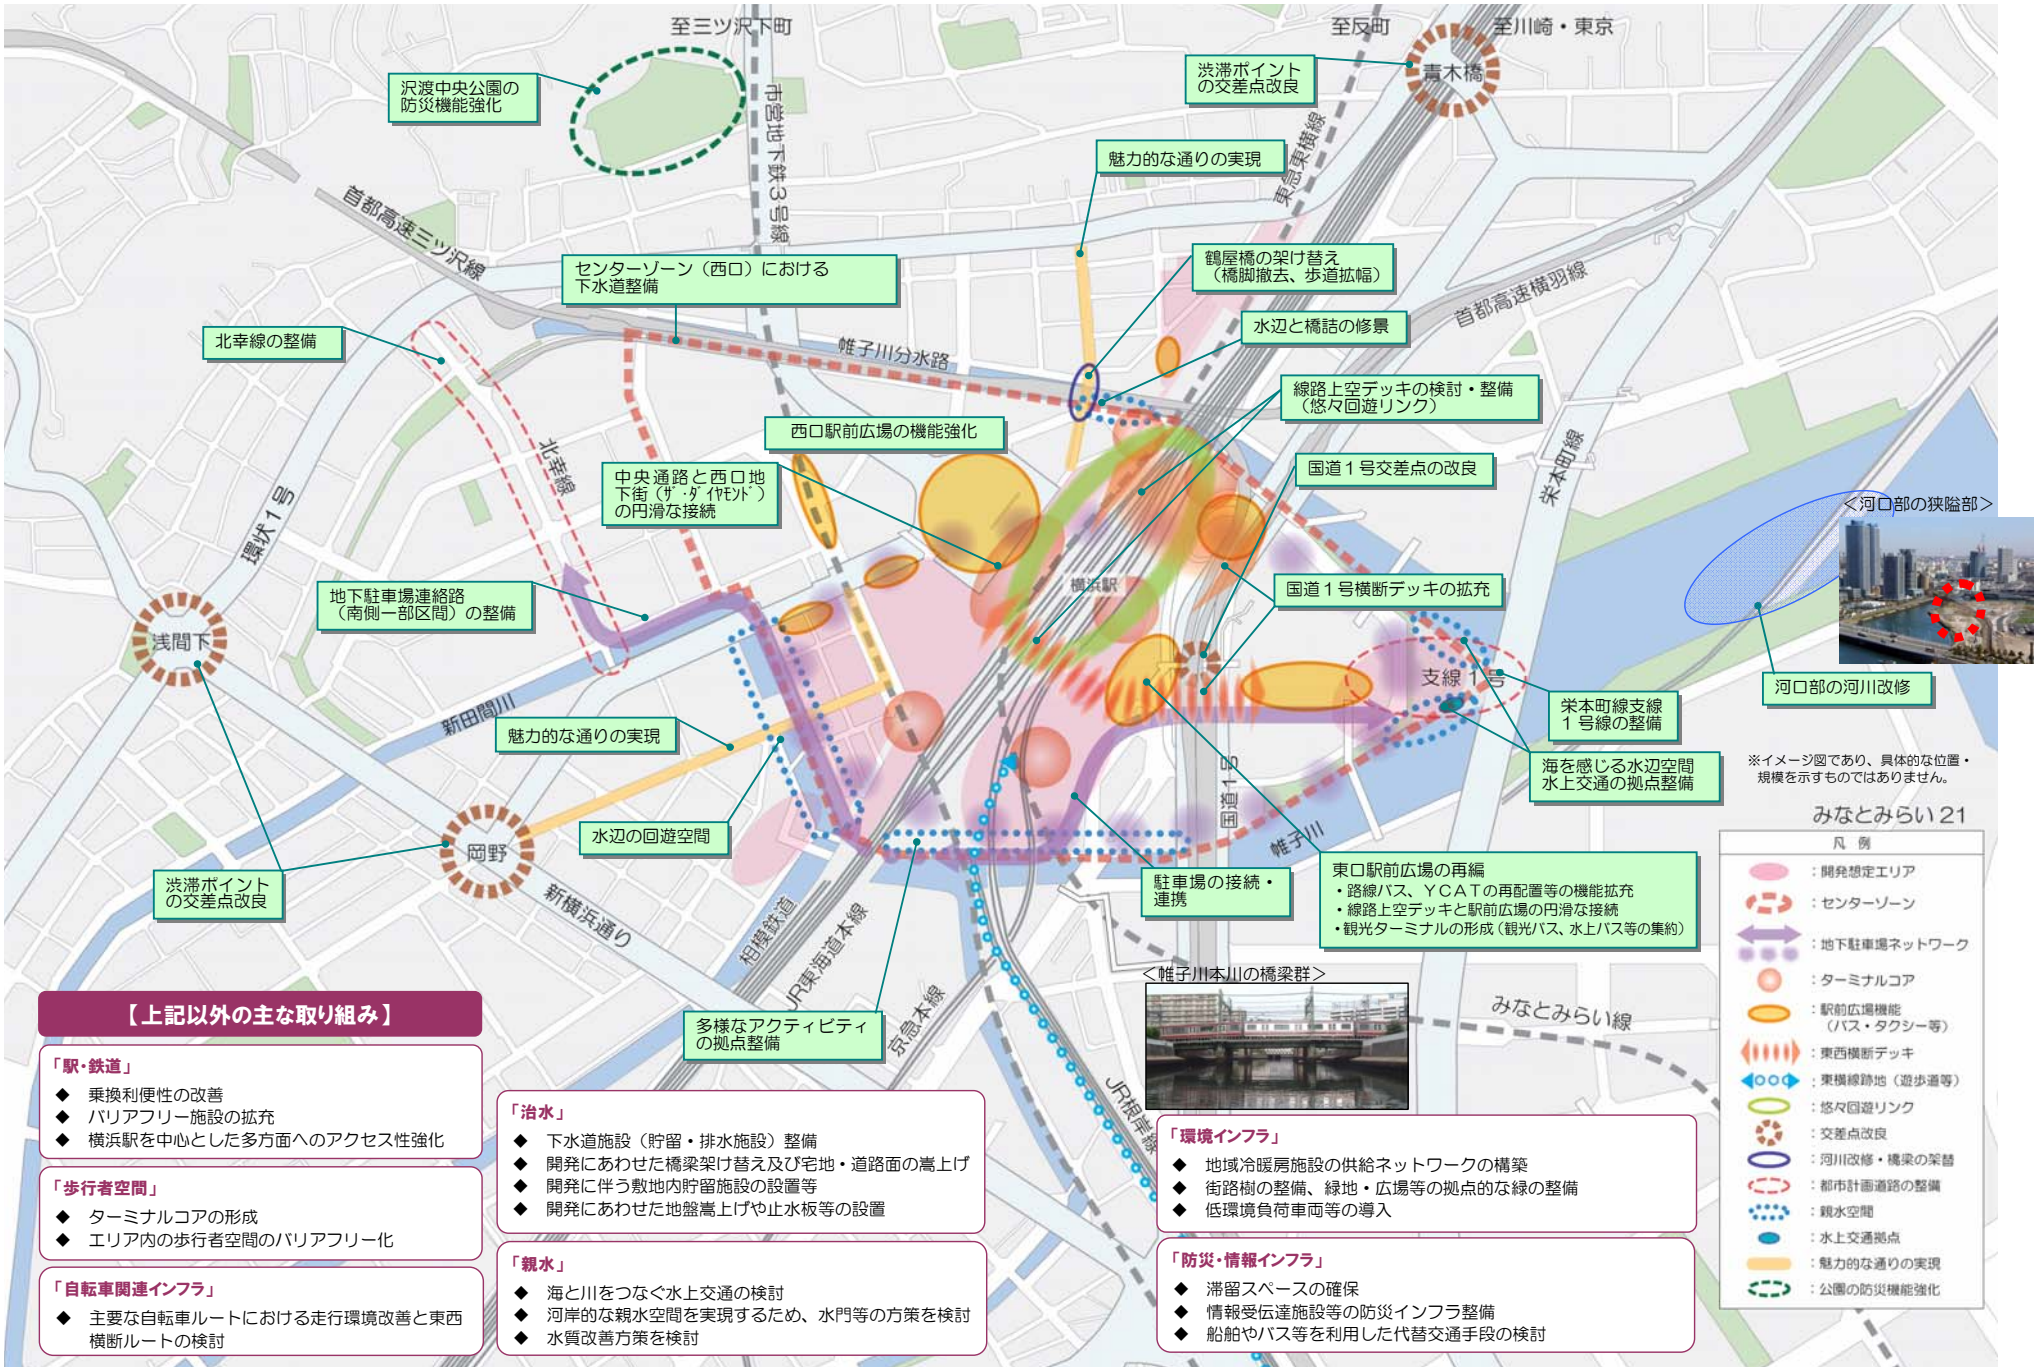 至三ツ沢下町
至反町
至川崎・東京
沢渡中央公園の
防災機能強化
渋滞ポイント
の交差点改良
青木橋
市営地下鉄3号線
東急東横線
魅力的な通りの実現
首都高速三ツ沢線
センターゾーン（西口）における
下水道整備
鶴屋橋の架け替え
（橋脚撤去、歩道拡幅）
首都高速横羽線
北幸線の整備
帷子川分水路
水辺と橋詰の修景
線路上空デッキの検討・整備
（悠々回遊リンク）
西口駅前広場の機能強化
北幸線
中央通路と西口地
下街（ザ・ダイヤモンド）
の円滑な接続
国道１号交差点の改良
栄本町線
環状１号
＜河口部の狭隘部＞
横浜駅
地下駐車場連絡路
（南側一部区間）の整備
国道１号横断デッキの拡充
浅間下
支線１号
河口部の河川改修
新田間川
栄本町線支線
１号線の整備
魅力的な通りの実現
海を感じる水辺空間
水上交通の拠点整備
※イメージ図であり、具体的な位置・
規模を示すものではありません。
国道１号
みなとみらい21
水辺の回遊空間
帷子川
岡野
渋滞ポイント
の交差点改良
新横浜通り
相模鉄道
JR東海道本線
駐車場の接続・
連携
東口駅前広場の再編
・路線バス、ＹＣＡＴの再配置等の機能拡充
・線路上空デッキと駅前広場の円滑な接続
・観光ターミナルの形成（観光バス、水上バス等の集約）
＜帷子川本川の橋梁群＞
多様なアクティビティ
の拠点整備
京急本線
みなとみらい線
JR根岸線
凡 例
：開発想定エリア
：センターゾーン
：地下駐車場ネットワーク
：ターミナルコア
：駅前広場機能
（バス・タクシー等）
：東西横断デッキ
：東横線跡地（遊歩道等）
：悠々回遊リンク
：交差点改良
：河川改修・橋梁の架替
：都市計画道路の整備
：親水空間
：水上交通拠点
：魅力的な通りの実現
：公園の防災機能強化
【上記以外の主な取り組み】
「駅・鉄道」
◆ 乗換利便性の改善
◆ バリアフリー施設の拡充
◆ 横浜駅を中心とした多方面へのアクセス性強化
「歩行者空間」
◆ ターミナルコアの形成
◆ エリア内の歩行者空間のバリアフリー化
「自転車関連インフラ」
◆ 主要な自転車ルートにおける走行環境改善と東西
横断ルートの検討
「治水」
◆ 下水道施設（貯留・排水施設）整備
◆ 開発にあわせた橋梁架け替え及び宅地・道路面の嵩上げ
◆ 開発に伴う敷地内貯留施設の設置等
◆ 開発にあわせた地盤嵩上げや止水板等の設置
「親水」
◆ 海と川をつなぐ水上交通の検討
◆ 河岸的な親水空間を実現するため、水門等の方策を検討
◆ 水質改善方策を検討
「環境インフラ」
◆ 地域冷暖房施設の供給ネットワークの構築
◆ 街路樹の整備、緑地・広場等の拠点的な緑の整備
◆ 低環境負荷車両等の導入
「防災・情報インフラ」
◆ 滞留スペースの確保
◆ 情報受伝達施設等の防災インフラ整備
◆ 船舶やバス等を利用した代替交通手段の検討